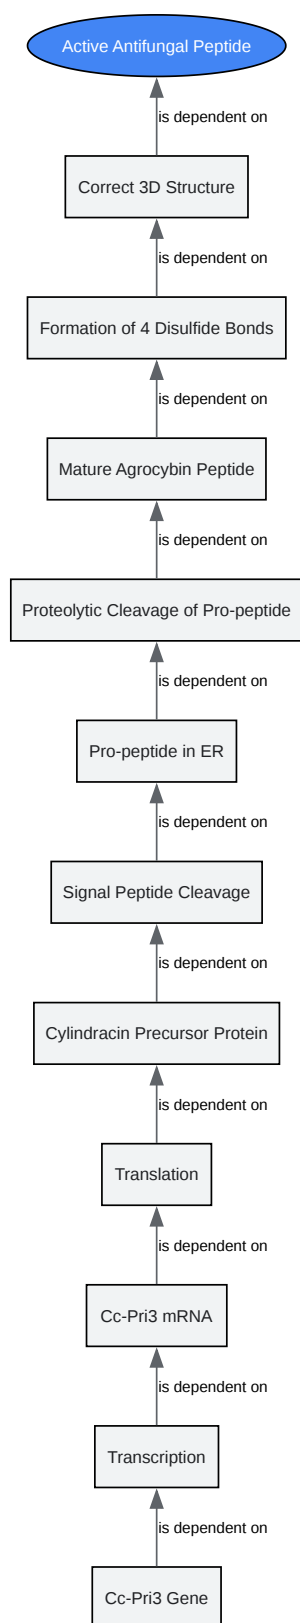 Active Antifungal Peptide
is dependent on
Correct 3D Structure
is dependent on
Formation of 4 Disulfide Bonds
is dependent on
Mature Agrocybin Peptide
is dependent on
Proteolytic Cleavage of Pro-peptide
is dependent on
Pro-peptide in ER
is dependent on
Signal Peptide Cleavage
is dependent on
Cylindracin Precursor Protein
is dependent on
Translation
is dependent on
Cc-Pri3 mRNA
is dependent on
Transcription
is dependent on
Cc-Pri3 Gene